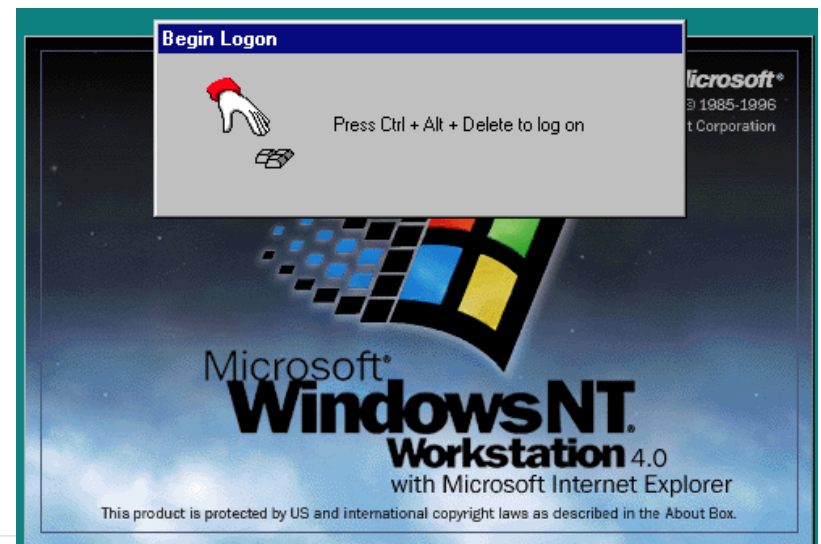 Begin Logon
Press Ctrl + Alt + Delete to log on
icrosoft®
1985-1996
t Corporation
Microsoft®
WindowsNT®
Workstation 4.0
with Microsoft Internet Explorer
This product is protected by US and international copyright laws as described in the About Box.